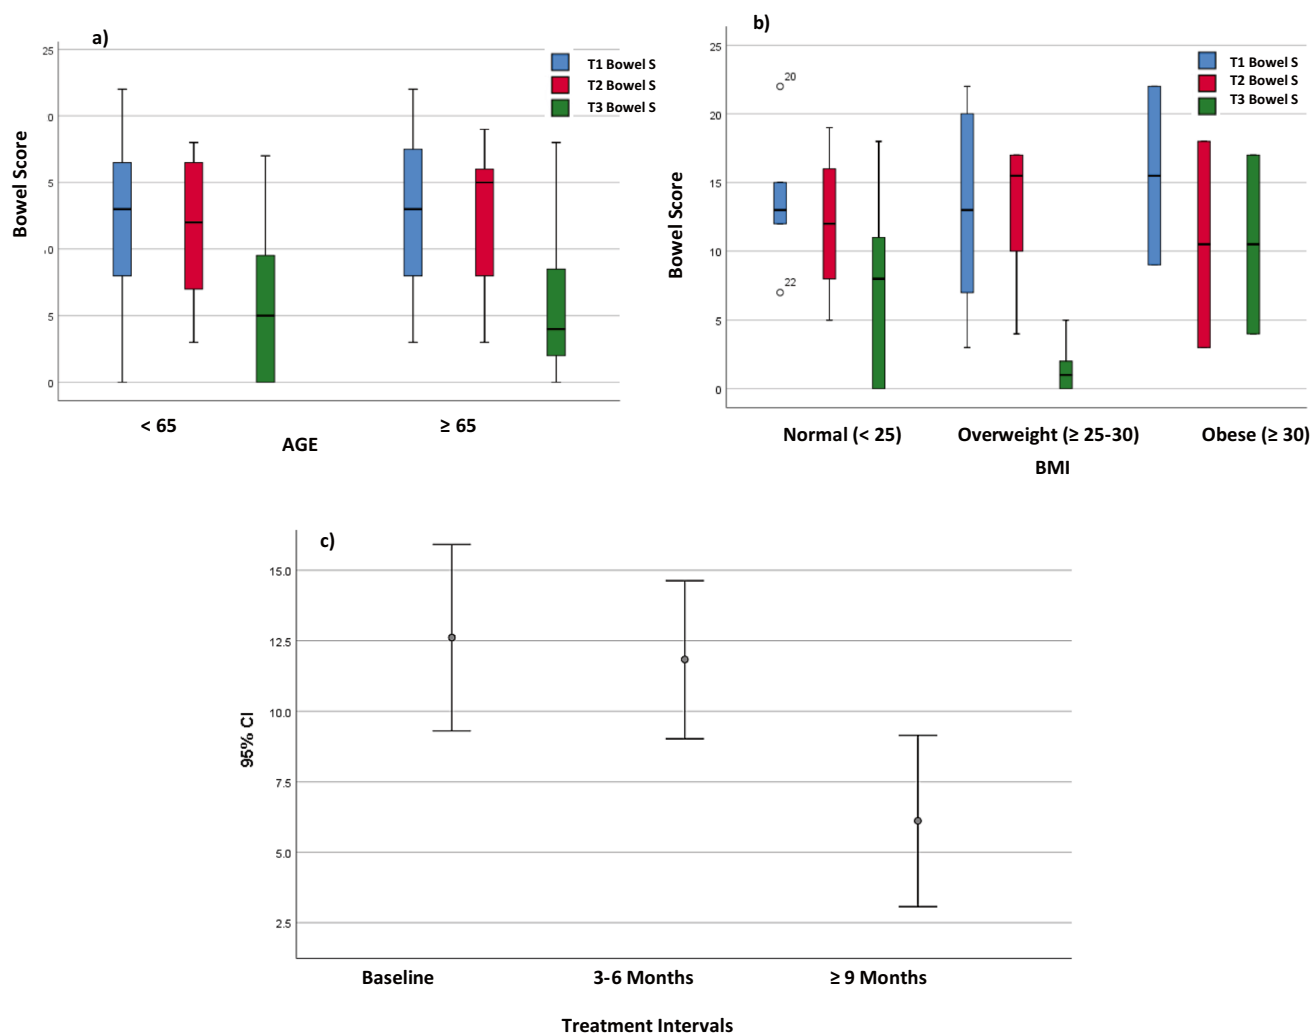 a)
25
0
5
.0
5
0
Bowel Score
T1 Bowel S
T2 Bowel S
T3 Bowel S
< 65
≥ 65
AGE
b)
25
20
15
10
5
0
Bowel Score
20
22
T1 Bowel S
T2 Bowel S
T3 Bowel S
Normal (< 25)
Overweight (≥ 25-30)
Obese (≥ 30)
BMI
c)
15.0
12.5
10.0
7.5
5.0
2.5
95% CI
Baseline
3-6 Months
≥ 9 Months
Treatment Intervals